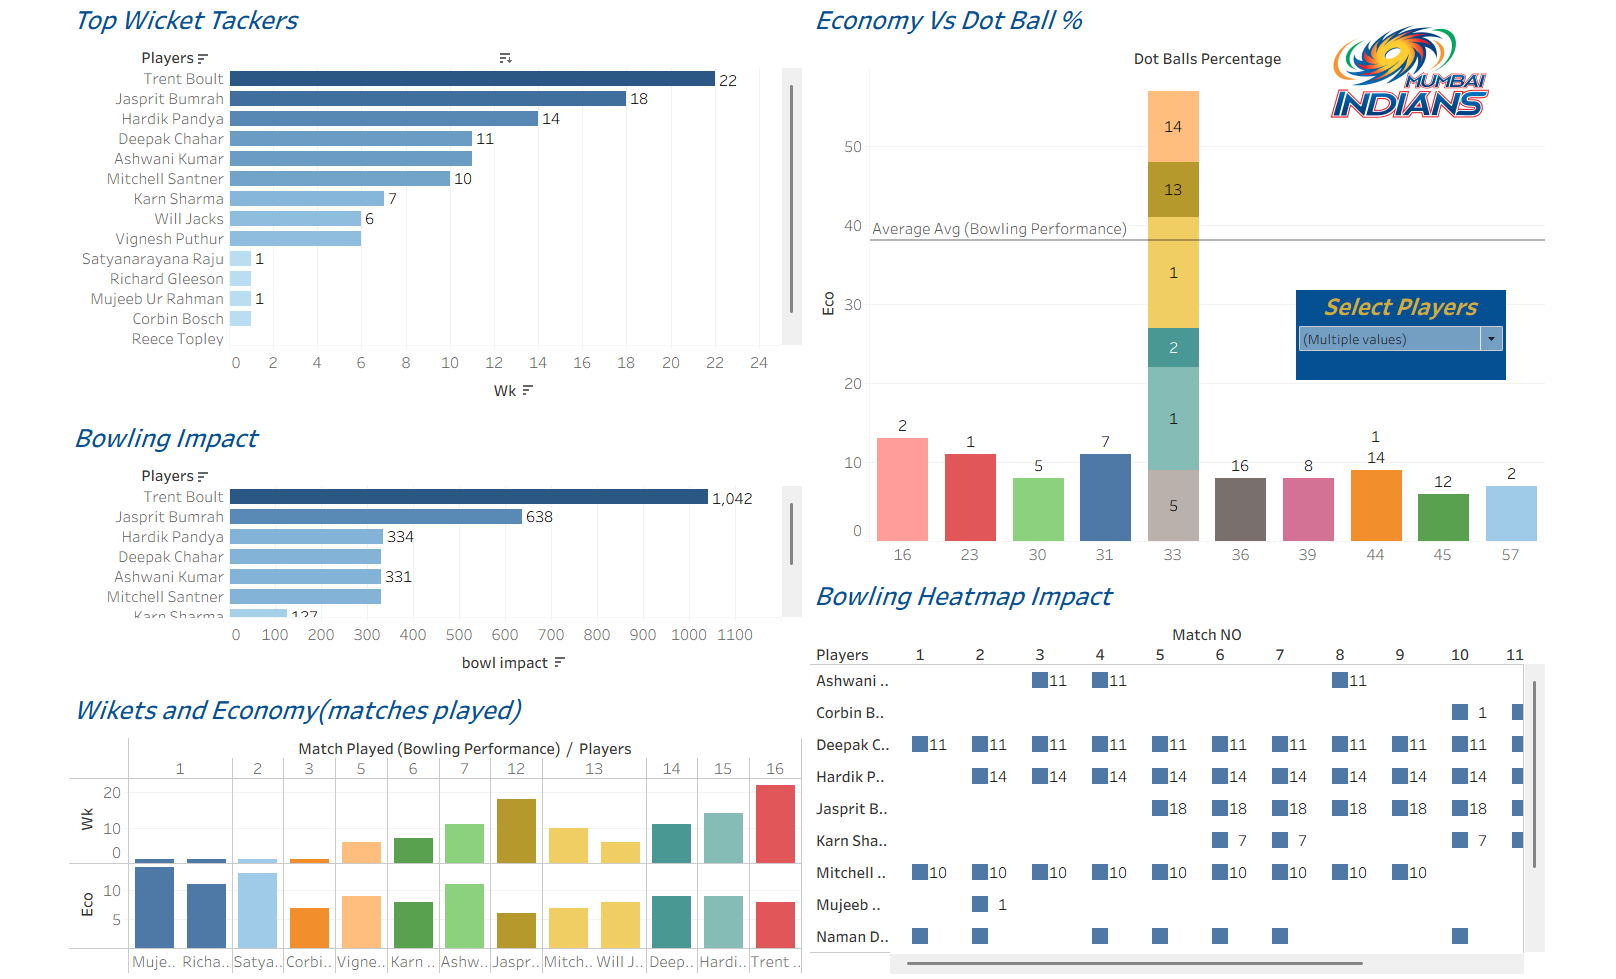 Top Wicket Tackers
Players
Trent Boult 22
Jasprit Bumrah 18
Hardik Pandya 14
Deepak Chahar 11
Ashwani Kumar
Mitchell Santner 10
Karn Sharma 7
Will Jacks 6
Vignesh Puthur
Satyanarayana Raju 1
Richard Gleeson
Mujeeb Ur Rahman 1
Corbin Bosch
Reece Topley
0 2 4 6 8 10 12 14 16 18 20 22 24
Wk
Bowling Impact
Players
Trent Boult 1,042
Jasprit Bumrah 638
Hardik Pandya 334
Deepak Chahar
Ashwani Kumar 331
Mitchell Santner
Karn Sharma 127
0 100 200 300 400 500 600 700 800 900 1000 1100
bowl impact
Wikets and Economy(matches played)
Match Played (Bowling Performance) / Players
1 2 3 5 6 7 12 13 14 15 16
Wk
20
10
0
Eco
10
5
Muje.. Richa.. Satya.. Corbi.. Vigne.. Karn .. Ashw.. Jaspr.. Mitch.. Will J.. Deep.. Hardi.. Trent ..
Economy Vs Dot Ball %
MUMBAI
INDIANS
Dot Balls Percentage
14
50
13
40
Average Avg (Bowling Performance)
1
Eco
30
Select Players
(Multiple values)
2
20
2 1 5 7 1 16 8 1 12 2
14
10
5
0
16 23 30 31 33 36 39 44 45 57
Bowling Heatmap Impact
Match NO
Players 1 2 3 4 5 6 7 8 9 10 11
Ashwani .. 11 11 11
Corbin B.. 1
Deepak C.. 11 11 11 11 11 11 11 11 11 11
Hardik P.. 14 14 14 14 14 14 14 14 14
Jasprit B.. 18 18 18 18 18 18
Karn Sha.. 7 7 7
Mitchell .. 10 10 10 10 10 10 10 10 10
Mujeeb .. 1
Naman D..